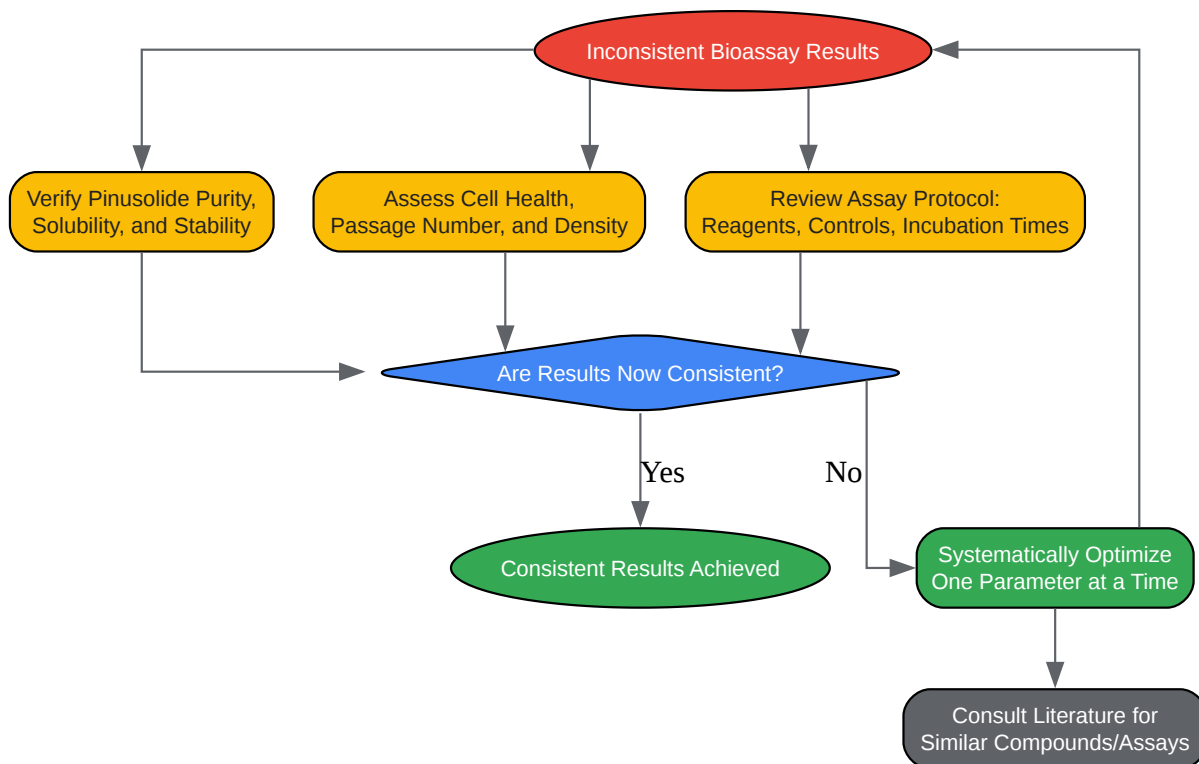 Inconsistent Bioassay Results
Verify Pinusolide Purity,
Solubility, and Stability
Assess Cell Health,
Passage Number, and Density
Review Assay Protocol:
Reagents, Controls, Incubation Times
Are Results Now Consistent?
Yes
No
Consistent Results Achieved
Systematically Optimize
One Parameter at a Time
Consult Literature for
Similar Compounds/Assays